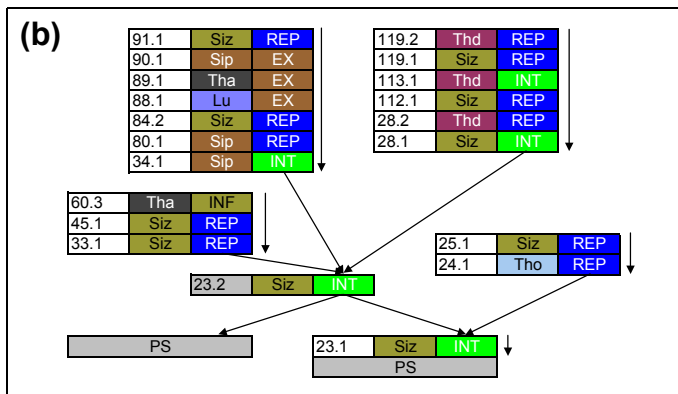 (b)
91.1 Siz REP
90.1 Sip EX
89.1 Tha EX
88.1 Lu EX
84.2 Siz REP
80.1 Sip REP
34.1 Sip INT
119.2 Thd REP
119.1 Siz REP
113.1 Thd INT
112.1 Siz REP
28.2 Thd REP
28.1 Siz INT
60.3 Tha INF
45.1 Siz REP
33.1 Siz REP
25.1 Siz REP
24.1 Tho REP
23.2 Siz INT
PS
23.1 Siz INT
PS